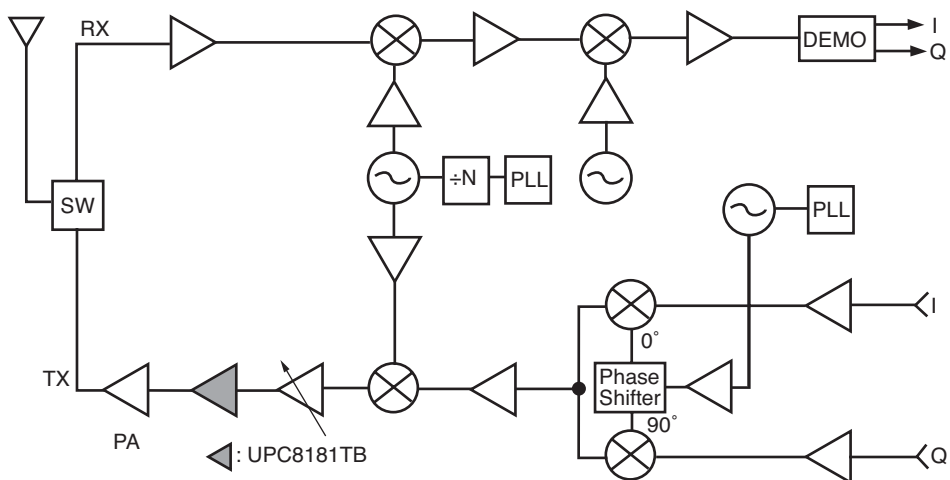 RX
I
DEMO
Q
÷N
PLL
SW
PLL
I
0°
TX
Phase
Shifter
90°
PA
: UPC8181TB
Q